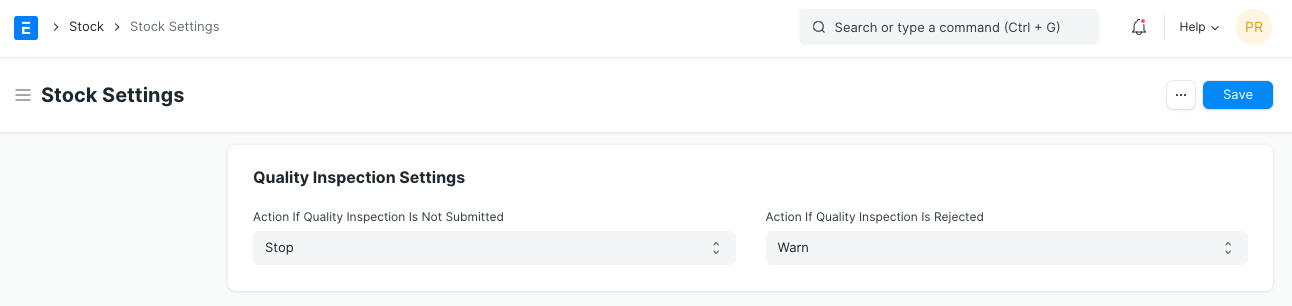 E > Stock > Stock Settings Search or type a command (Ctrl + G) Help PR
Stock Settings ... Save
Quality Inspection Settings
Action If Quality Inspection Is Not Submitted Action If Quality Inspection Is Rejected
Stop Warn